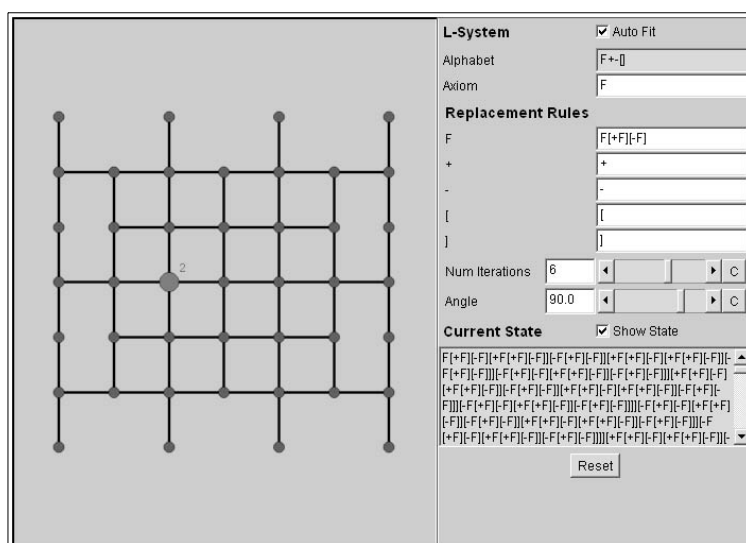 2
L-System
Auto Fit
Alphabet
F+-[]
Axiom
F
Replacement Rules
F
F[+F][-F]
+
+
-
-
[
[
]
]
Num Iterations
6
C
Angle
90.0
C
Current State
Show State
F[+F][-F][+F[+F][-F]][-F[+F][-F]][+F[+F][-F][+F[+F][-F]][-
F[+F][-F]]][-F[+F][-F][+F[+F][-F]][-F[+F][-F]]][+F[+F][-F]
[+F[+F][-F]][-F[+F][-F]][+F[+F][-F][+F[+F][-F]][-F[+F][-
F]]][-F[+F][-F][+F[+F][-F]][-F[+F][-F]]]][-F[+F][-F][+F[+F]
[-F]][-F[+F][-F]][+F[+F][-F][+F[+F][-F]][-F[+F][-F]]][-F
[+F][-F][+F[+F][-F]][-F[+F][-F]]]][+F[+F][-F][+F[+F][-F]][-
Reset